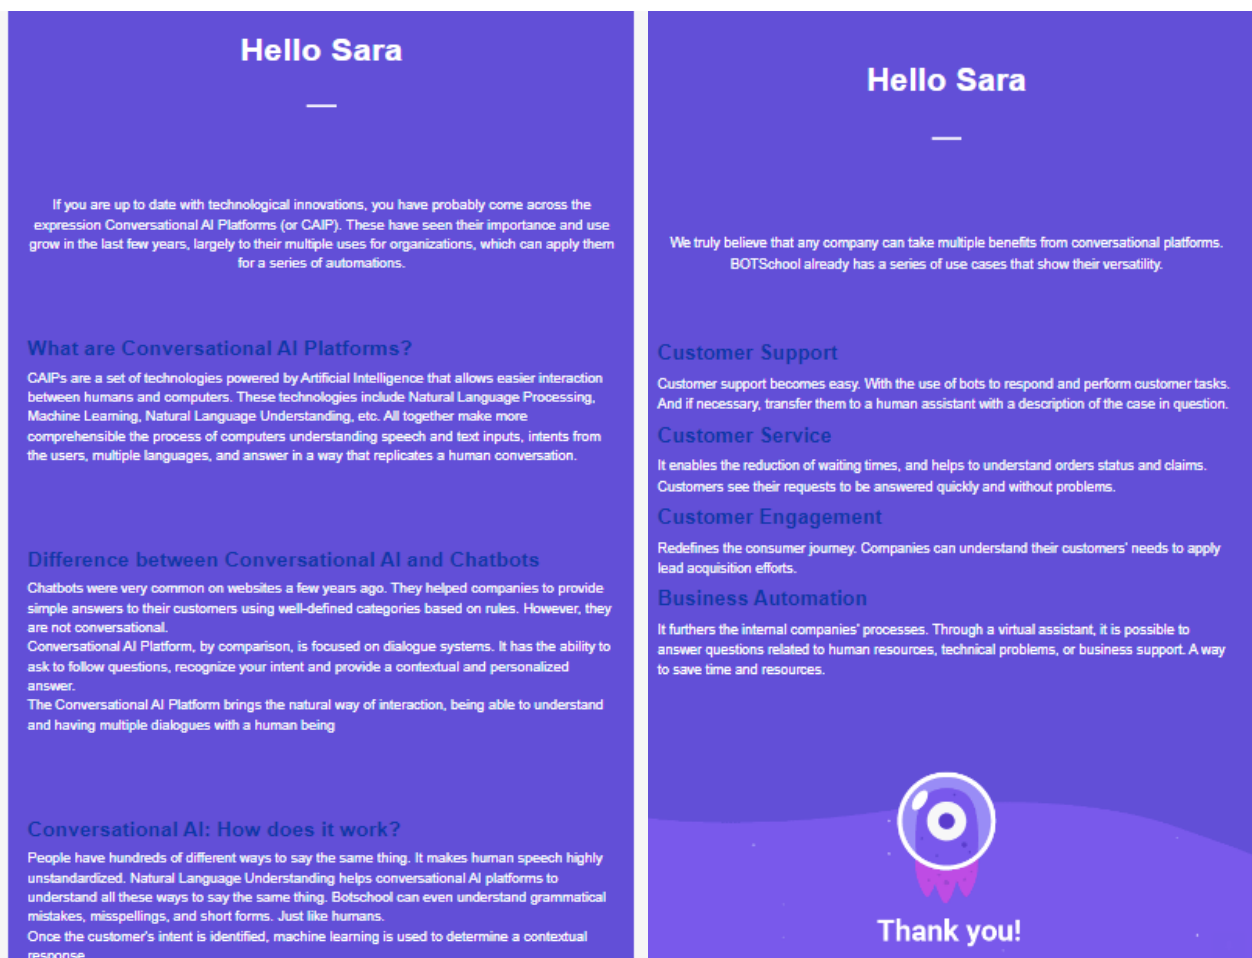 Hello Sara
If you are up to date with technological innovations, you have probably come across the
expression Conversational AI Platforms (or CAIP). These have seen their importance and use
grow in the last few years, largely to their multiple uses for organizations, which can apply them
for a series of automations.
What are Conversational AI Platforms?
CAIPs are a set of technologies powered by Artificial Intelligence that allows easier interaction
between humans and computers. These technologies include Natural Language Processing,
Machine Learning, Natural Language Understanding, etc. All together make more
comprehensible the process of computers understanding speech and text inputs, intents from
the users, multiple languages, and answer in a way that replicates a human conversation.
Difference between Conversational AI and Chatbots
Chatbots were very common on websites a few years ago. They helped companies to provide
simple answers to their customers using well-defined categories based on rules. However, they
are not conversational.
Conversational AI Platform, by comparison, is focused on dialogue systems. It has the ability to
ask to follow questions, recognize your intent and provide a contextual and personalized
answer.
The Conversational AI Platform brings the natural way of interaction, being able to understand
and having multiple dialogues with a human being
Conversational AI: How does it work?
People have hundreds of different ways to say the same thing. It makes human speech highly
unstandardized. Natural Language Understanding helps conversational AI platforms to
understand all these ways to say the same thing. Botschool can even understand grammatical
mistakes, misspellings, and short forms. Just like humans.
Once the customer's intent is identified, machine learning is used to determine a contextual
response
Hello Sara
We truly believe that any company can take multiple benefits from conversational platforms.
BOTSchool already has a series of use cases that show their versatility.
Customer Support
Customer support becomes easy. With the use of bots to respond and perform customer tasks.
And if necessary, transfer them to a human assistant with a description of the case in question.
Customer Service
It enables the reduction of waiting times, and helps to understand orders status and claims.
Customers see their requests to be answered quickly and without problems.
Customer Engagement
Redefines the consumer journey. Companies can understand their customers' needs to apply
lead acquisition efforts.
Business Automation
It furthers the internal companies' processes. Through a virtual assistant, it is possible to
answer questions related to human resources, technical problems, or business support. A way
to save time and resources.
Thank you!